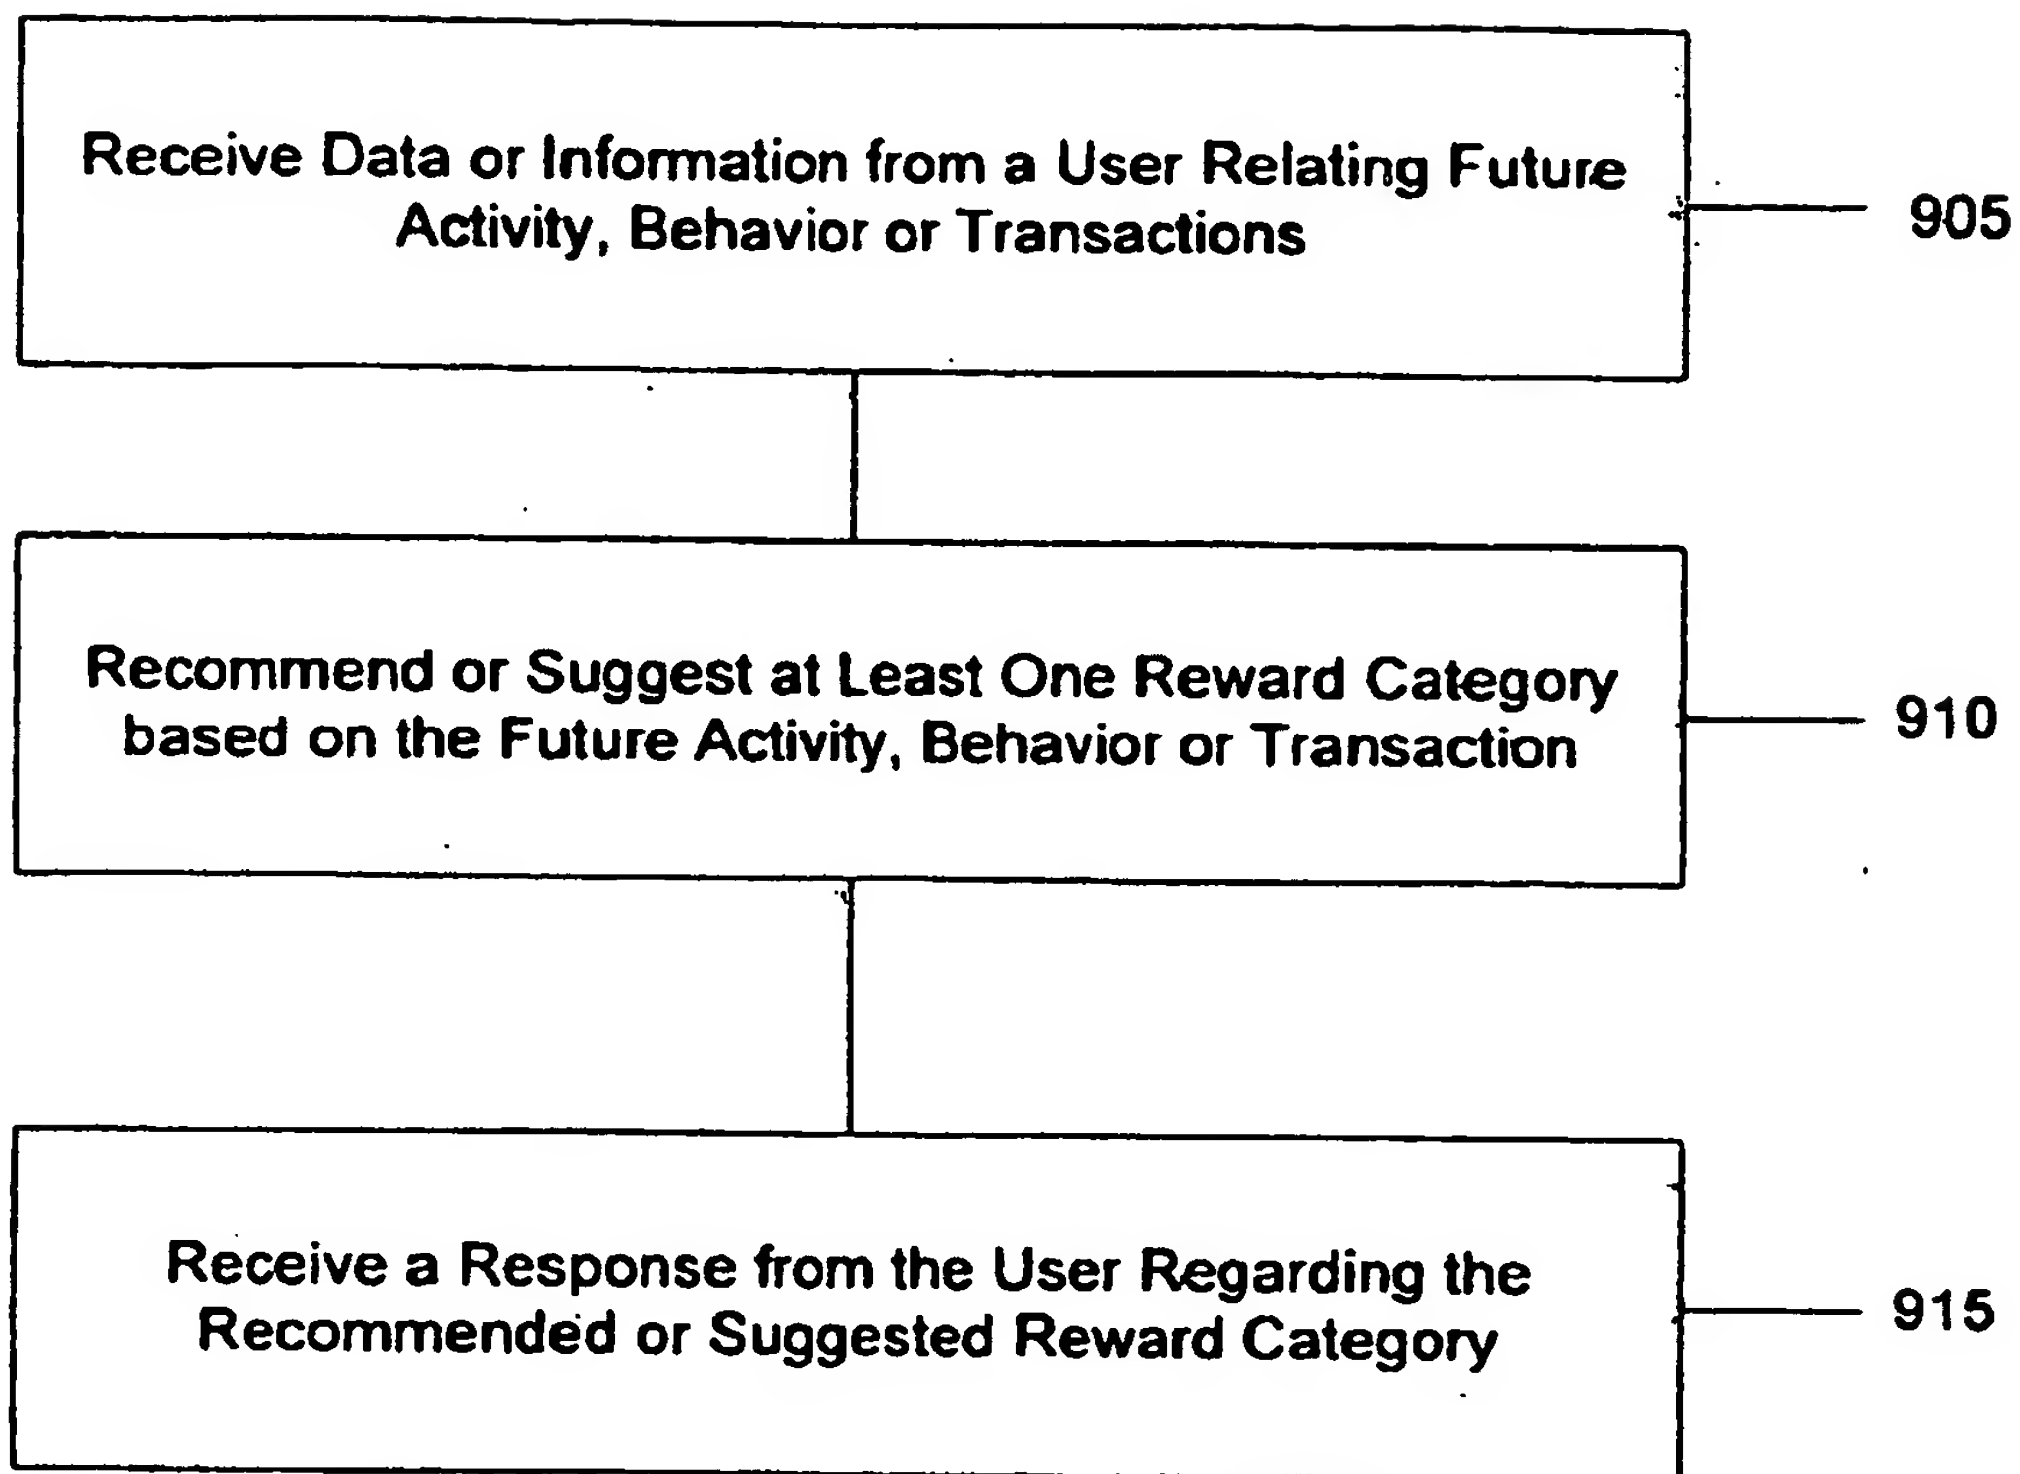 Receive Data or Information from a User Relating Future
Activity, Behavior or Transactions
905
Recommend or Suggest at Least One Reward Category
based on the Future Activity, Behavior or Transaction
910
Receive a Response from the User Regarding the
Recommended or Suggested Reward Category
915